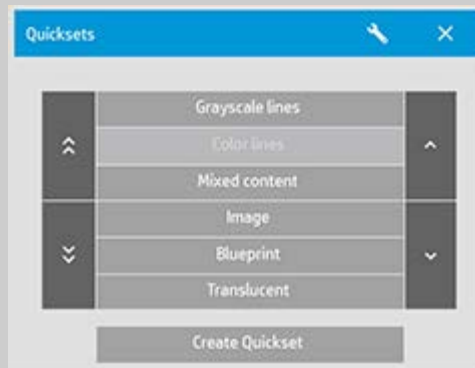 Quicksets
Grayscale lines
Color lines
Mixed content
Image
Blueprint
Translucent
Create Quickset